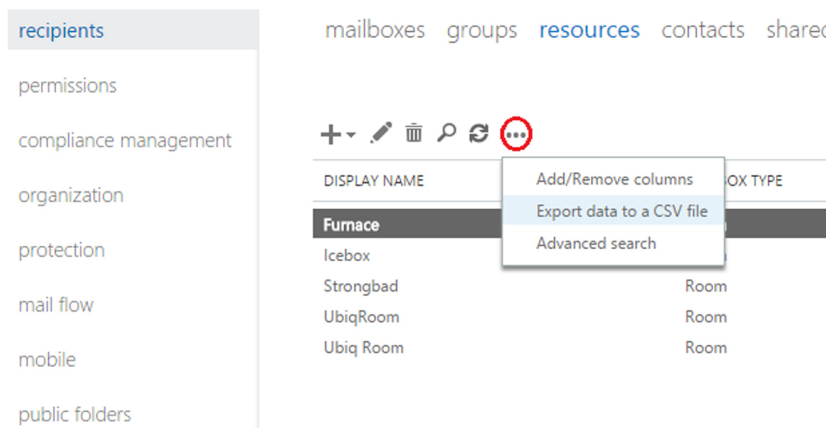 recipients
permissions
compliance management
organization
protection
mail flow
mobile
public folders
mailboxes groups resources contacts
DISPLAY NAME
OX TYPE
Add/Remove columns
Export data to a CSV file
Advanced search
Furnace
Icebox
Strongbad Room
UbiqRoom Room
Ubiq Room Room